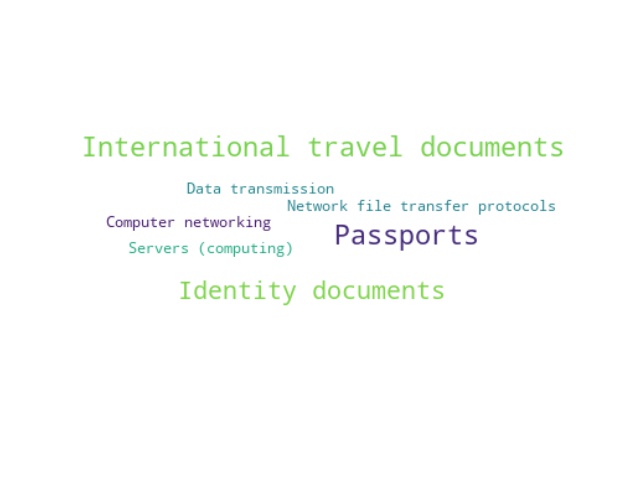 International travel documents
Data transmission
Network file transfer protocols
Computer networking
Passports
Servers (computing)
Identity documents